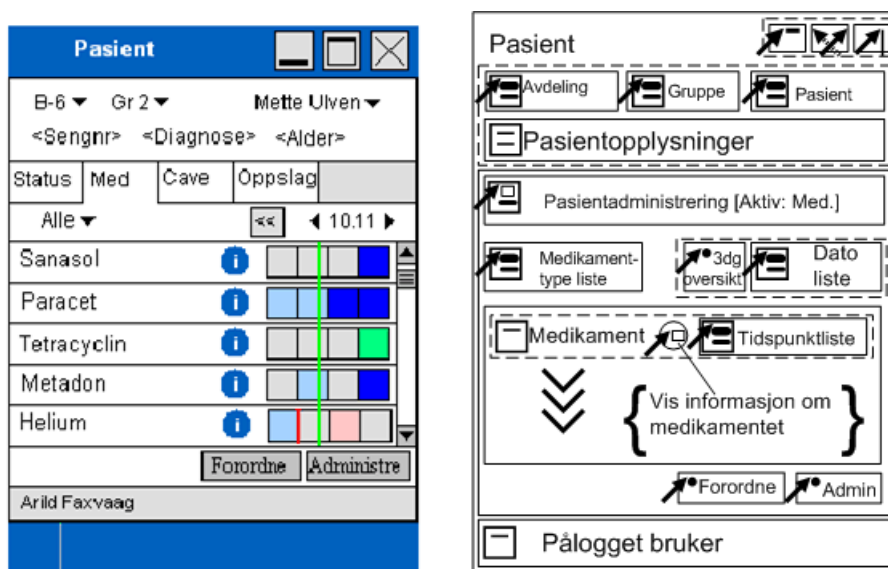 Pasient
B-6 Gr 2 Mette Ulven
<Sengnr> <Diagnose> <Alder>
Status Med Cave Oppslag
Alle << 10.11
Sanasol i
Paracet i
Tetracyclin i
Metadon i
Helium i
Forordne Administre
Arild Faxvaag
Pasient
Avdeling Gruppe Pasient
Pasientopplysninger
Pasientadministrering [Aktiv: Med.]
Medikament-
type liste
3dg
oversikt
Dato
liste
Medikament Tidspunktliste
Vis informasjon om
medikamentet
Forordne Admin
Pålogget bruker